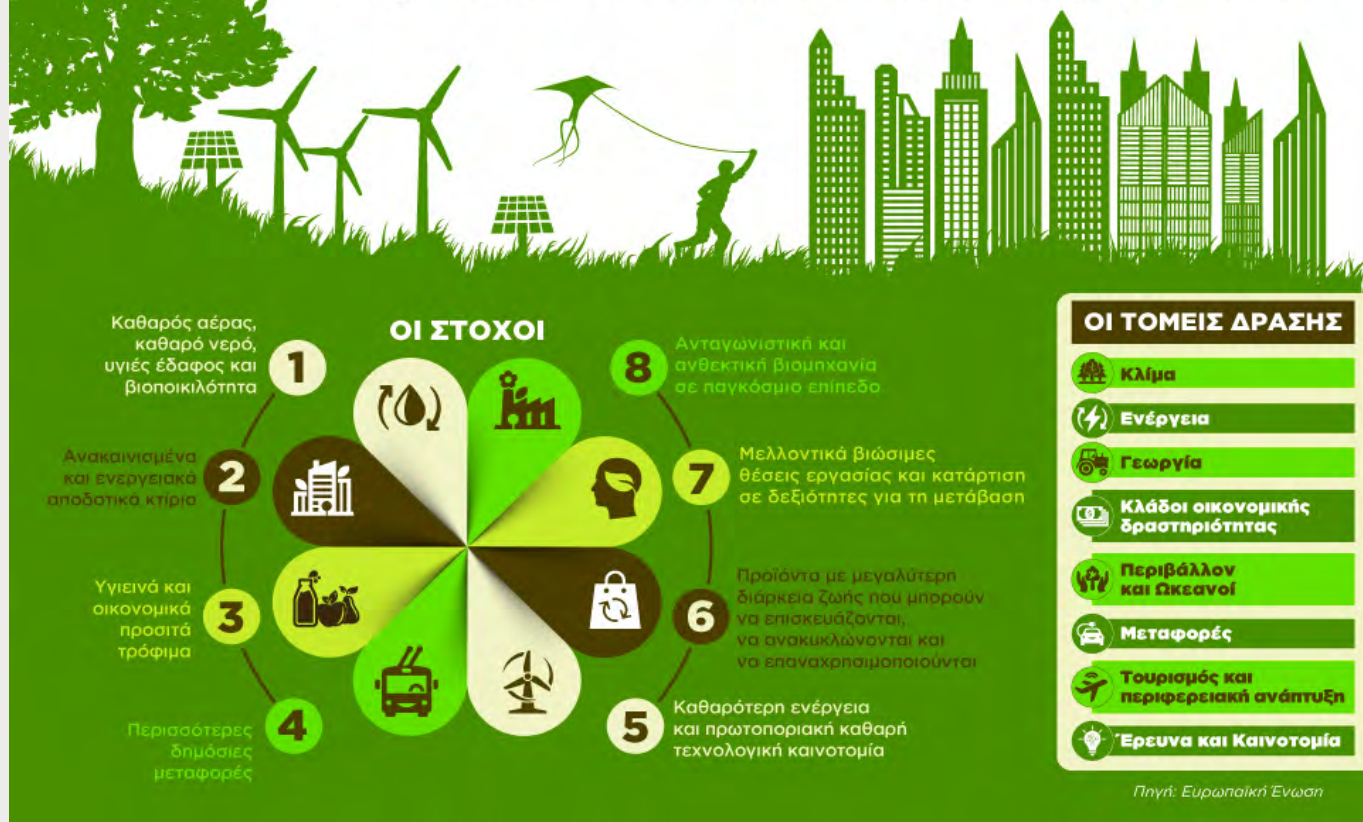 ΟΙ ΣΤΟΧΟΙ
1
Καθαρός αέρας,
καθαρό νερό,
υγιές έδαφος και
βιοποικιλότητα
2
Ανακαινισμένα
και ενεργειακά
αποδοτικά κτίρια
3
Υγιεινά και
οικονομικά
προσιτά
τρόφιμα
4
Περισσότερες
δημόσιες
μεταφορές
5
Καθαρότερη ενέργεια
και πρωτοποριακή καθαρή
τεχνολογική καινοτομία
6
Προϊόντα με μεγαλύτερη
διάρκεια ζωής που μπορούν
να επισκευάζονται,
να ανακυκλώνονται και
να επαναχρησιμοποιούνται
7
Μελλοντικά βιώσιμες
θέσεις εργασίας και κατάρτιση
σε δεξιότητες για τη μετάβαση
8
Ανταγωνιστική και
ανθεκτική βιομηχανία
σε παγκόσμιο επίπεδο
ΟΙ ΤΟΜΕΙΣ ΔΡΑΣΗΣ
Κλίμα
Ενέργεια
Γεωργία
Κλάδοι οικονομικής
δραστηριότητας
Περιβάλλον
και Ωκεανοί
Μεταφορές
Τουρισμός και
περιφερειακή ανάπτυξη
Έρευνα και Καινοτομία
Πηγή: Ευρωπαϊκή Ένωση